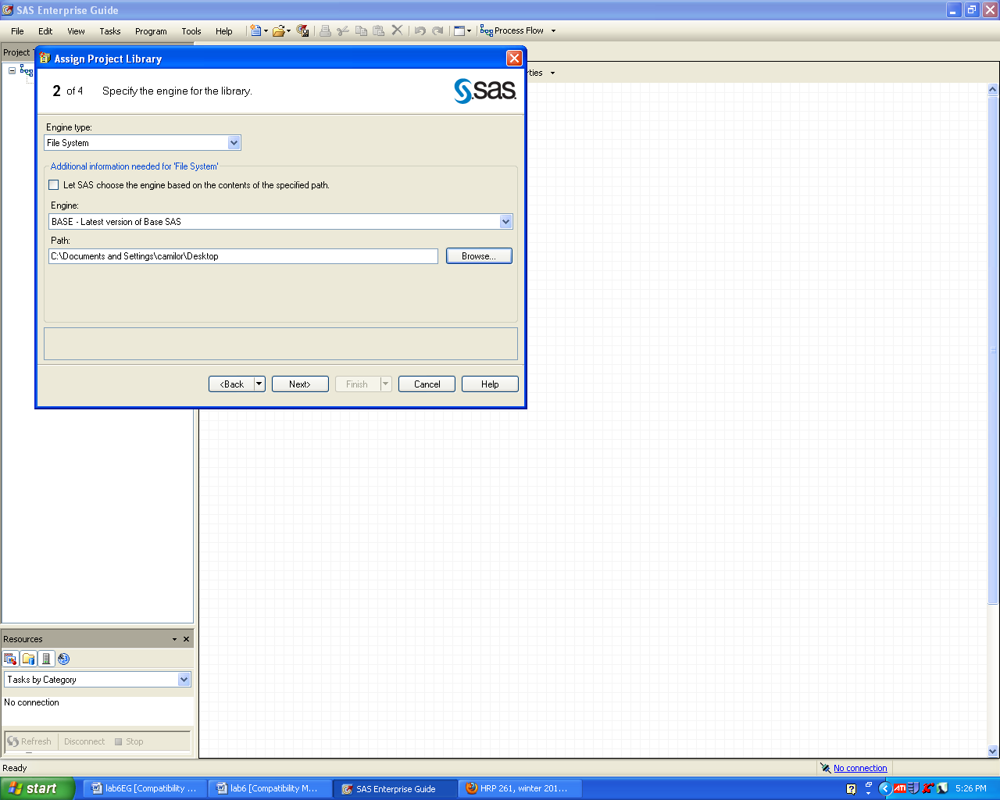 SAS Enterprise Guide
File Edit View Tasks Program Tools Help Process Flow
Project
Assign Project Library
2 of 4 Specify the engine for the library.
sas
Engine type:
File System
Additional information needed for 'File System'
Let SAS choose the engine based on the contents of the specified path.
Engine:
BASE - Latest version of Base SAS
Path:
C:\Documents and Settings\camilor\Desktop Browse...
<Back Next> Finish Cancel Help
Resources
Tasks by Category
No connection
Refresh Disconnect Stop
Ready No connection
start lab6EG [Compatibility ... lab6 [Compatibility M... SAS Enterprise Guide HRP 261, winter 201... 5:26 PM